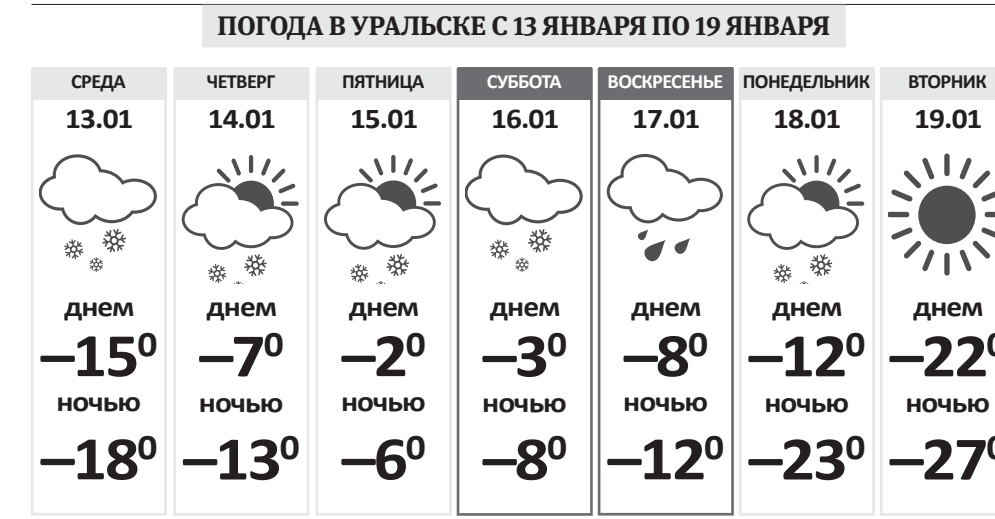 ПОГОДА В УРАЛЬСКЕ С 13 ЯНВАРЯ ПО 19 ЯНВАРЯ
СРЕДА ЧЕТВЕРГ ПЯТНИЦА СУББОТА ВОСКРЕСЕНЬЕ ПОНЕДЕЛЬНИК ВТОРНИК
13.01 14.01 15.01 16.01 17.01 18.01 19.01
днем днем днем днем днем днем днем
–15⁰ –7⁰ –2⁰ –3⁰ –8⁰ –12⁰ –22⁰
ночью ночью ночью ночью ночью ночью ночью
–18⁰ –13⁰ –6⁰ –8⁰ –12⁰ –23⁰ –27⁰